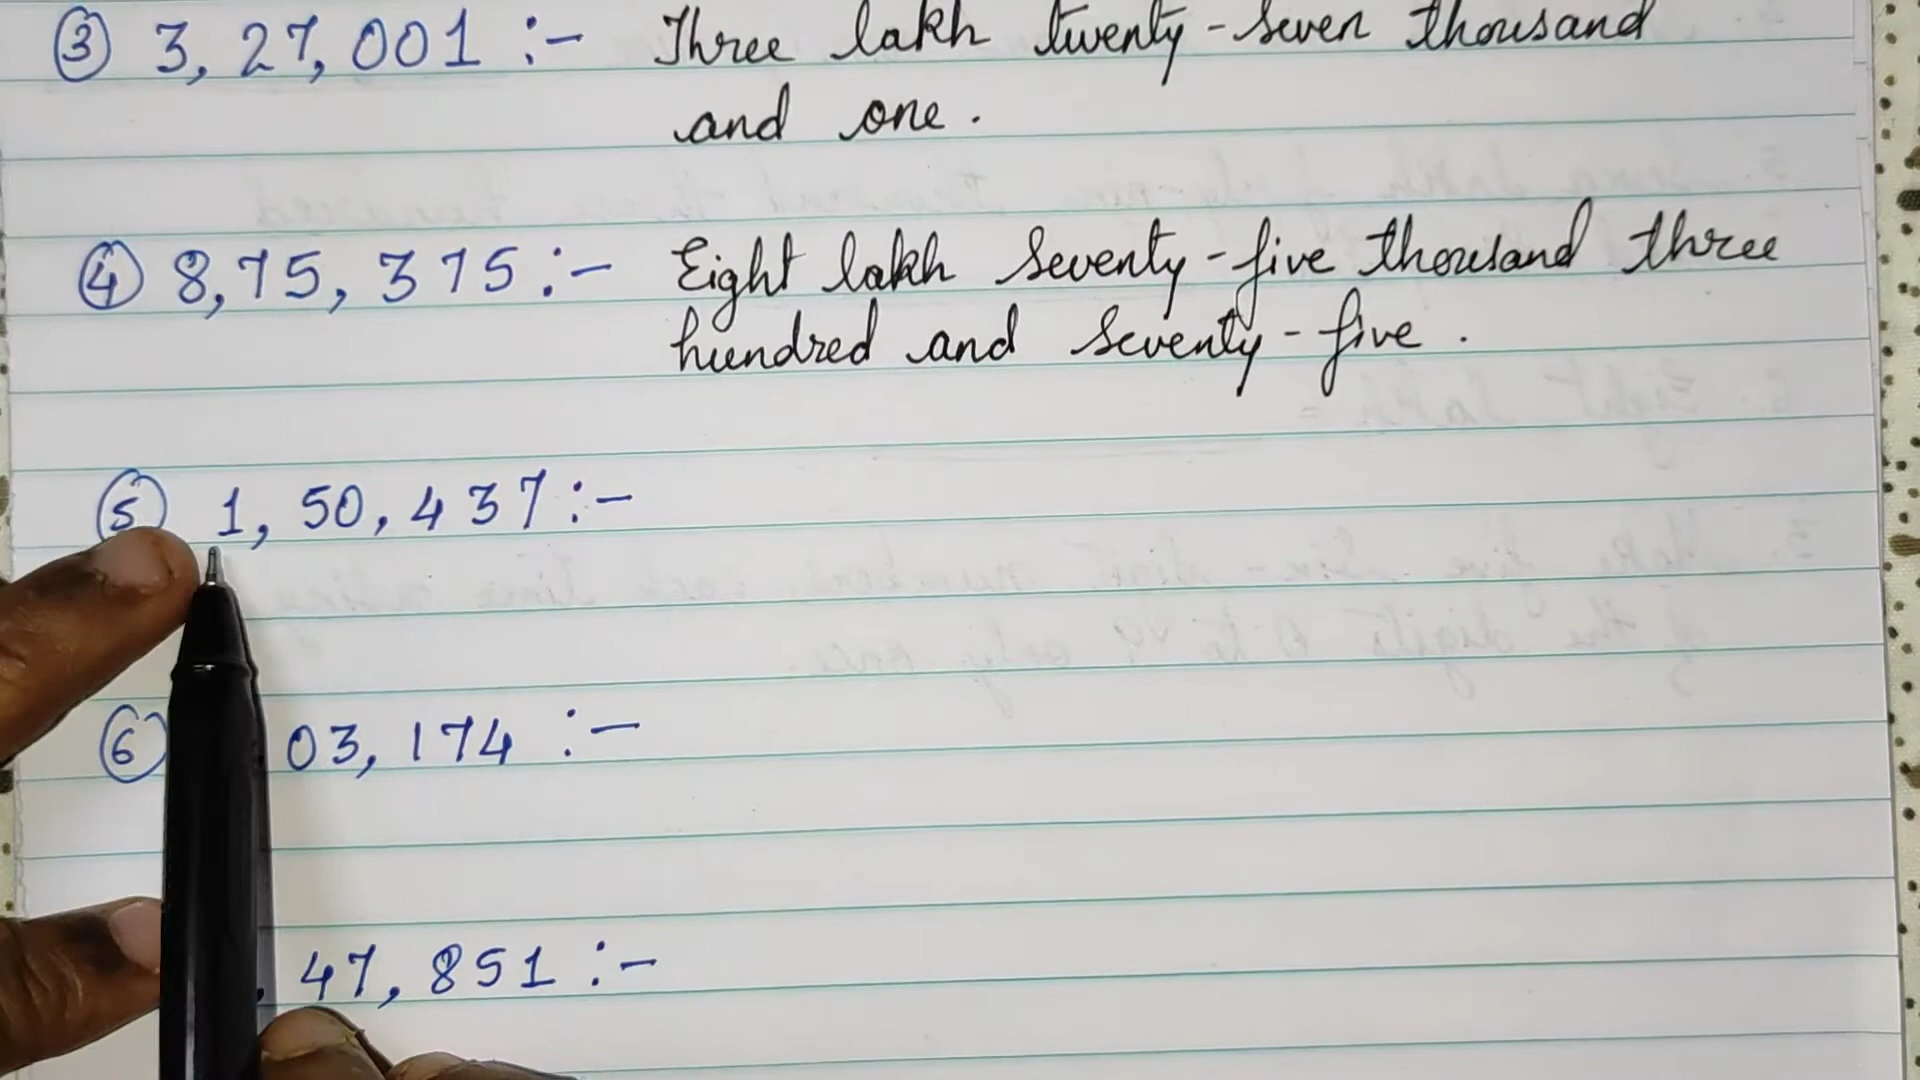 ③ 3, 27, 001 :- Three lakh twenty-seven thousand
and one.
④ 8,75, 375 :- Eight lakh seventy-five thousand three
hundred and seventy-five.
⑤ 1, 50, 437 :-
⑥ 03, 174 :-
, 47, 851 :-